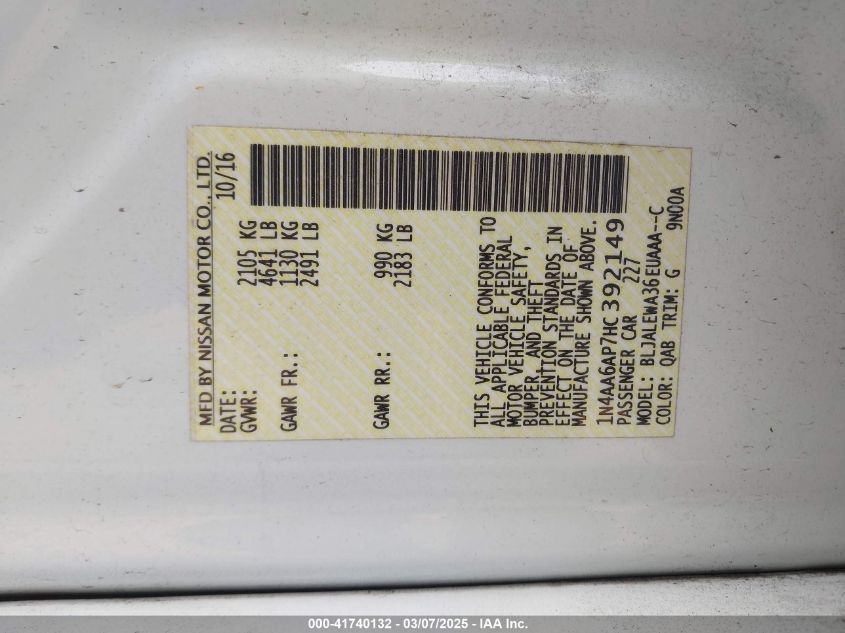 MFD BY NISSAN MOTOR CO., LTD.
DATE: 10/16
GVWR: 2105 KG
4641 LB
GAWR FR.: 1130 KG
2491 LB
GAWR RR.: 990 KG
2183 LB
THIS VEHICLE CONFORMS TO
ALL APPLICABLE FEDERAL
MOTOR VEHICLE SAFETY,
BUMPER, AND THEFT
PREVENTION STANDARDS IN
EFFECT ON THE DATE OF
MANUFACTURE SHOWN ABOVE.
1N4AA6AP7HC392149
PASSENGER CAR 227
MODEL: BLJALEWA36EUAAA--C
COLOR: QAB TRIM: G 9N00A
000-41740132 - 03/07/2025 - IAA Inc.